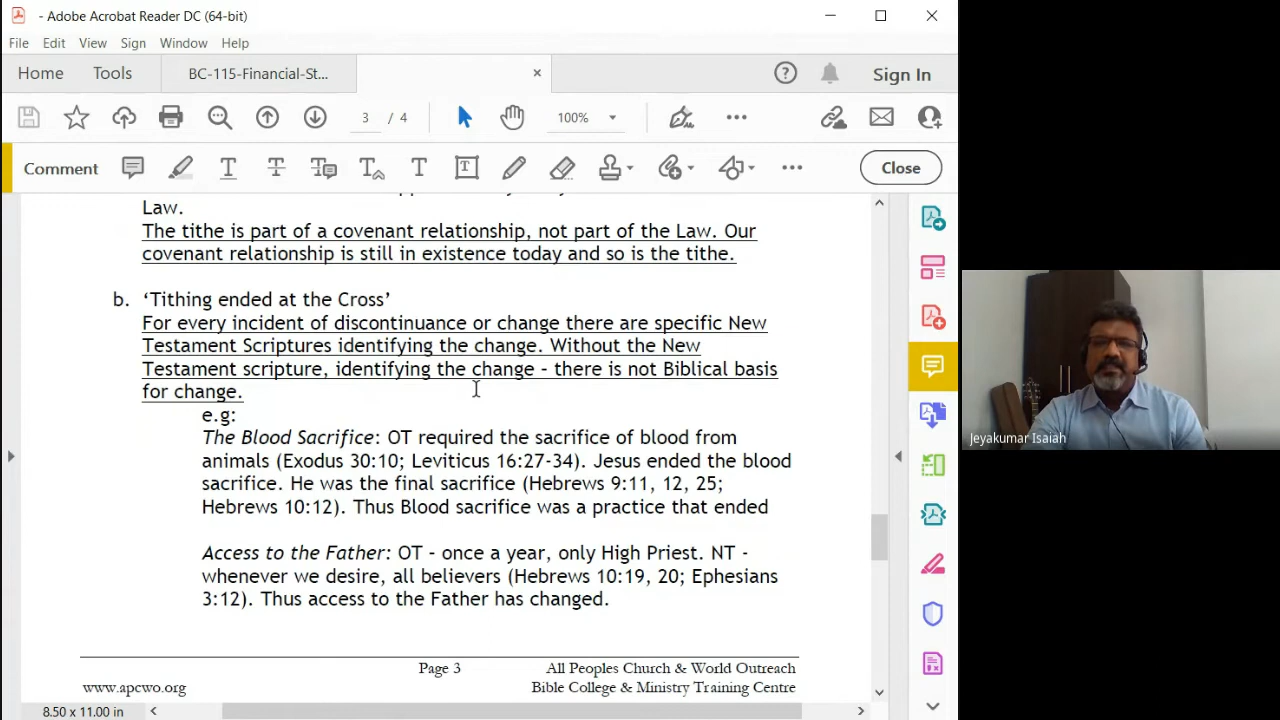 - Adobe Acrobat Reader DC (64-bit)
File Edit View Sign Window Help
Home Tools BC-115-Financial-St... Sign In
3 / 4 100%
Comment Close
Law.
The tithe is part of a covenant relationship, not part of the Law. Our
covenant relationship is still in existence today and so is the tithe.
b. ‘Tithing ended at the Cross’
For every incident of discontinuance or change there are specific New
Testament Scriptures identifying the change. Without the New
Testament scripture, identifying the change - there is not Biblical basis
for change.
e.g:
The Blood Sacrifice: OT required the sacrifice of blood from
animals (Exodus 30:10; Leviticus 16:27-34). Jesus ended the blood
sacrifice. He was the final sacrifice (Hebrews 9:11, 12, 25;
Hebrews 10:12). Thus Blood sacrifice was a practice that ended
Access to the Father: OT - once a year, only High Priest. NT -
whenever we desire, all believers (Hebrews 10:19, 20; Ephesians
3:12). Thus access to the Father has changed.
Page 3 All Peoples Church & World Outreach
www.apcwo.org Bible College & Ministry Training Centre
8.50 x 11.00 in
Jeyakumar Isaiah